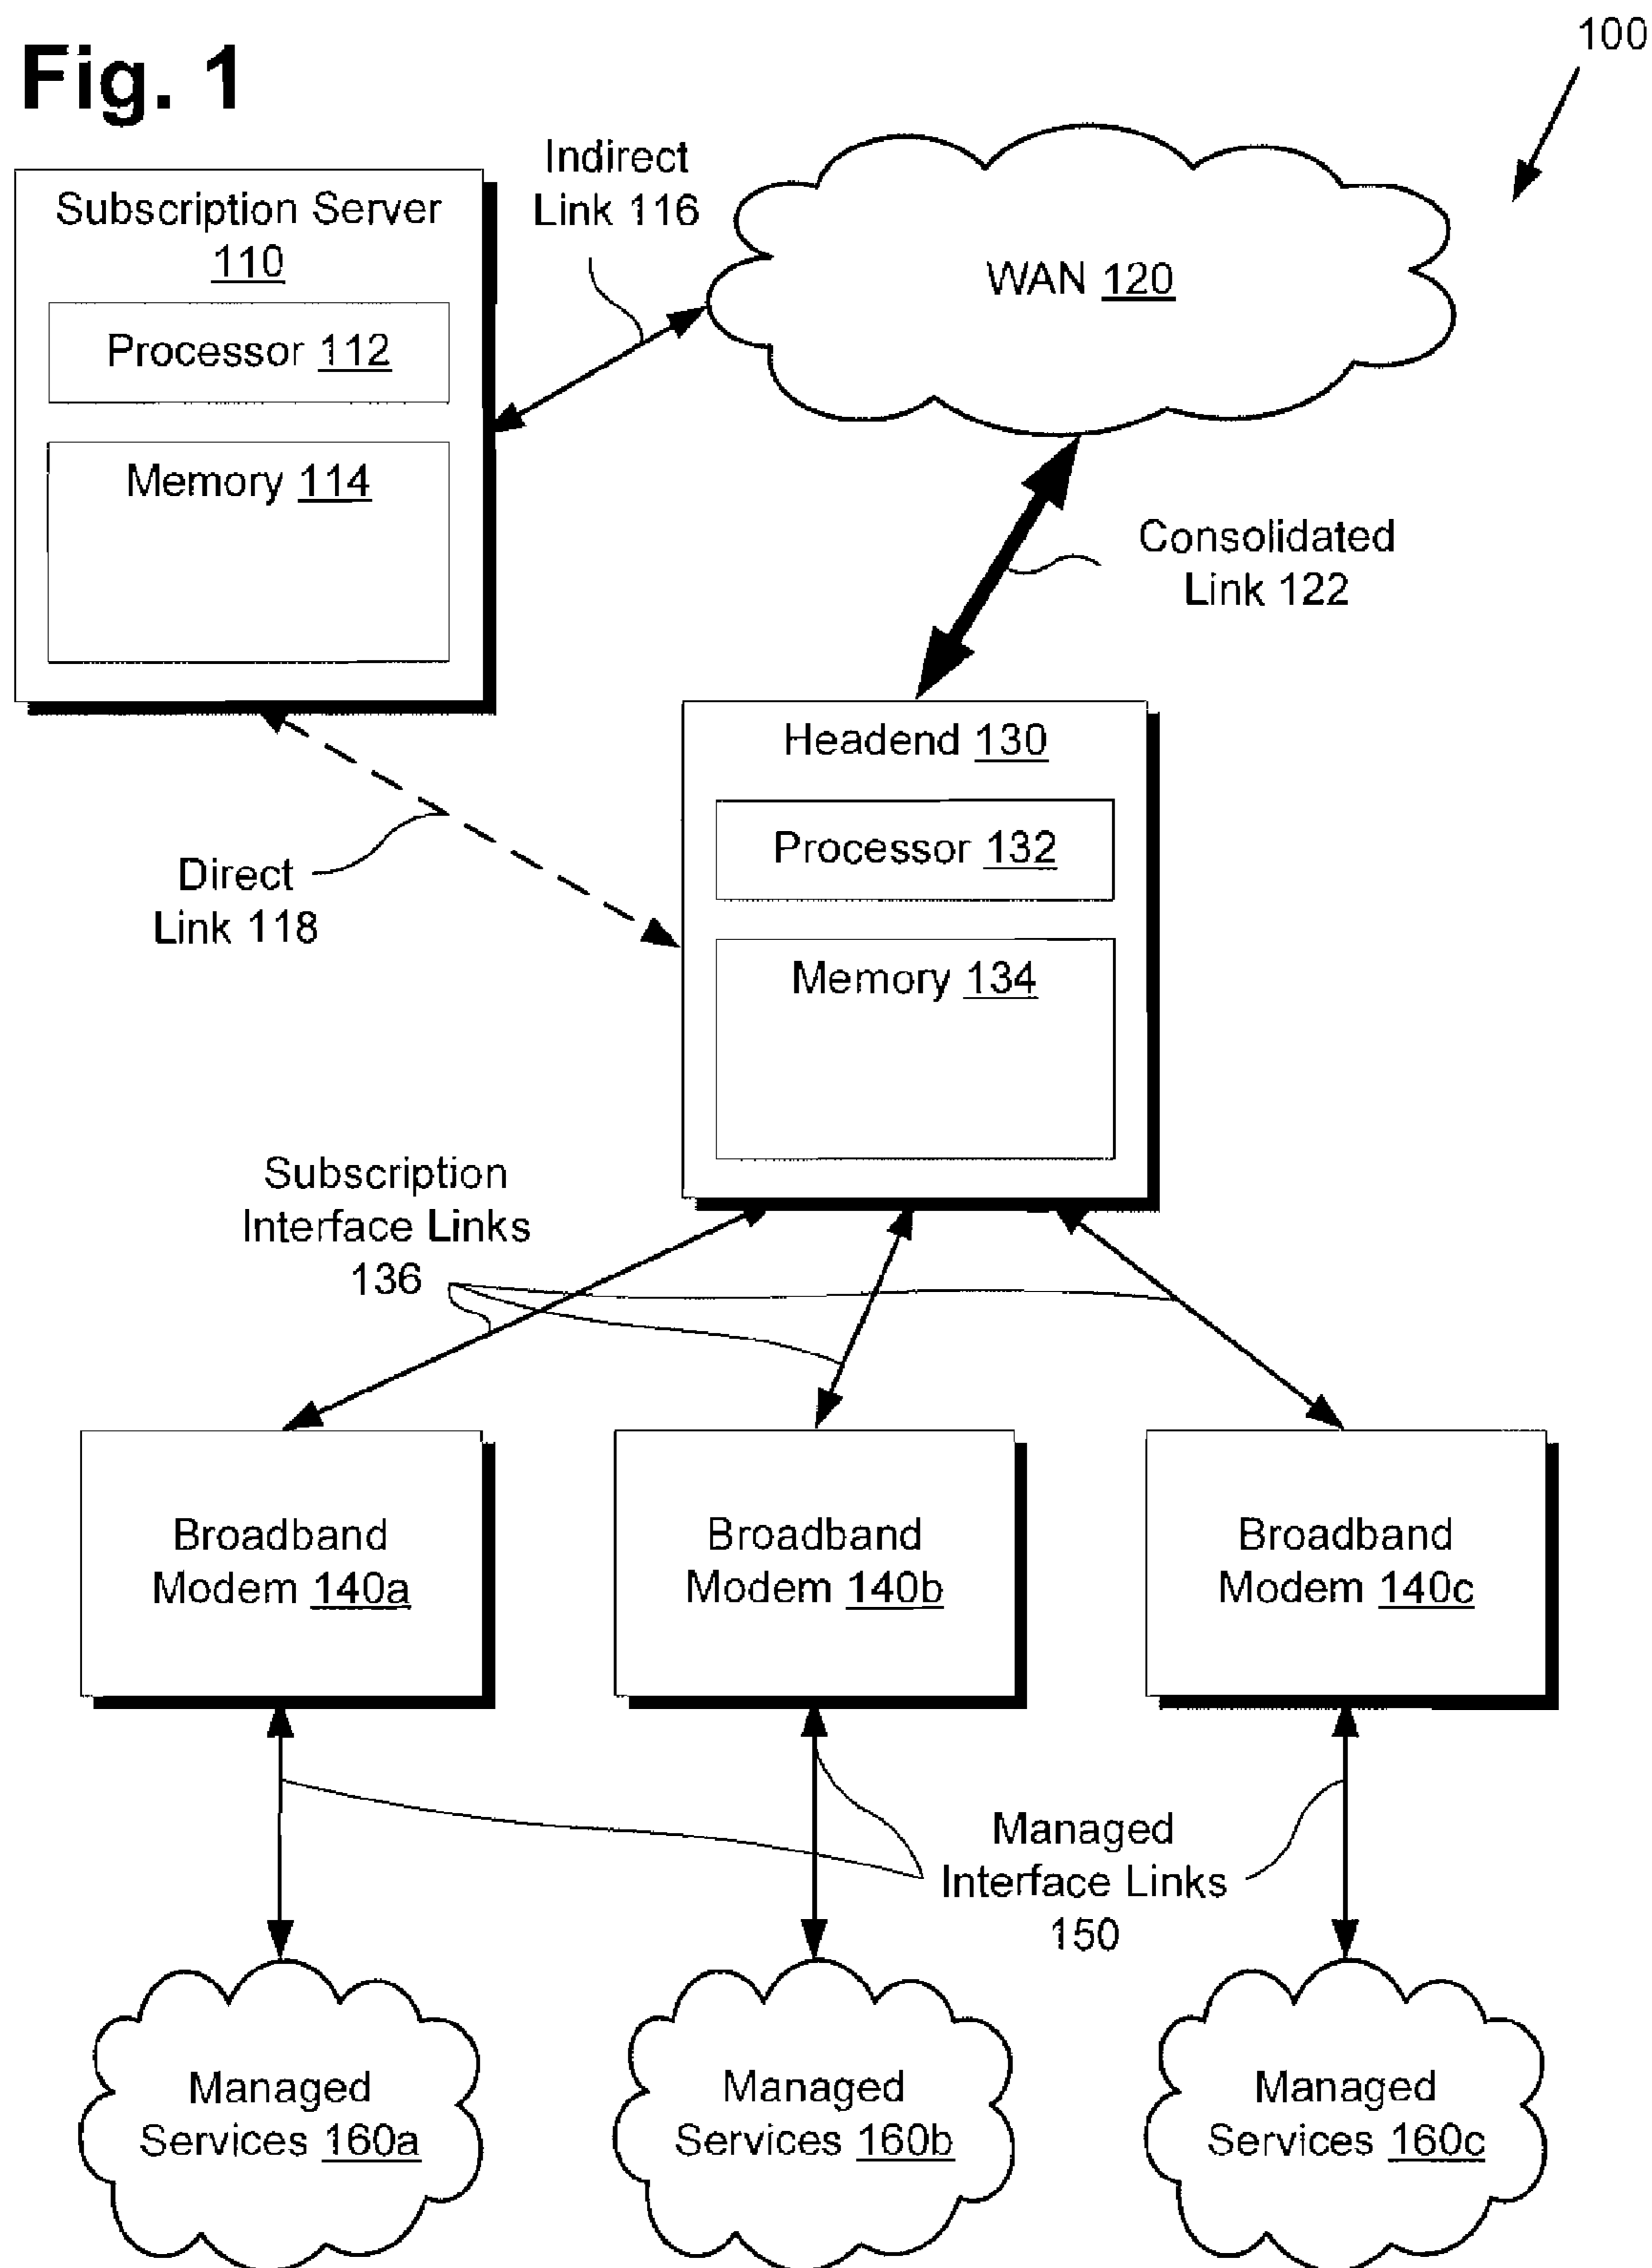 Fig. 1
100
Indirect
Link 116
Subscription Server
110
WAN 120
Processor 112
Memory 114
Consolidated
Link 122
Headend 130
Processor 132
Direct
Link 118
Memory 134
Subscription
Interface Links
136
Broadband
Modem 140a
Broadband
Modem 140b
Broadband
Modem 140c
Managed
Interface Links
150
Managed
Services 160a
Managed
Services 160b
Managed
Services 160c